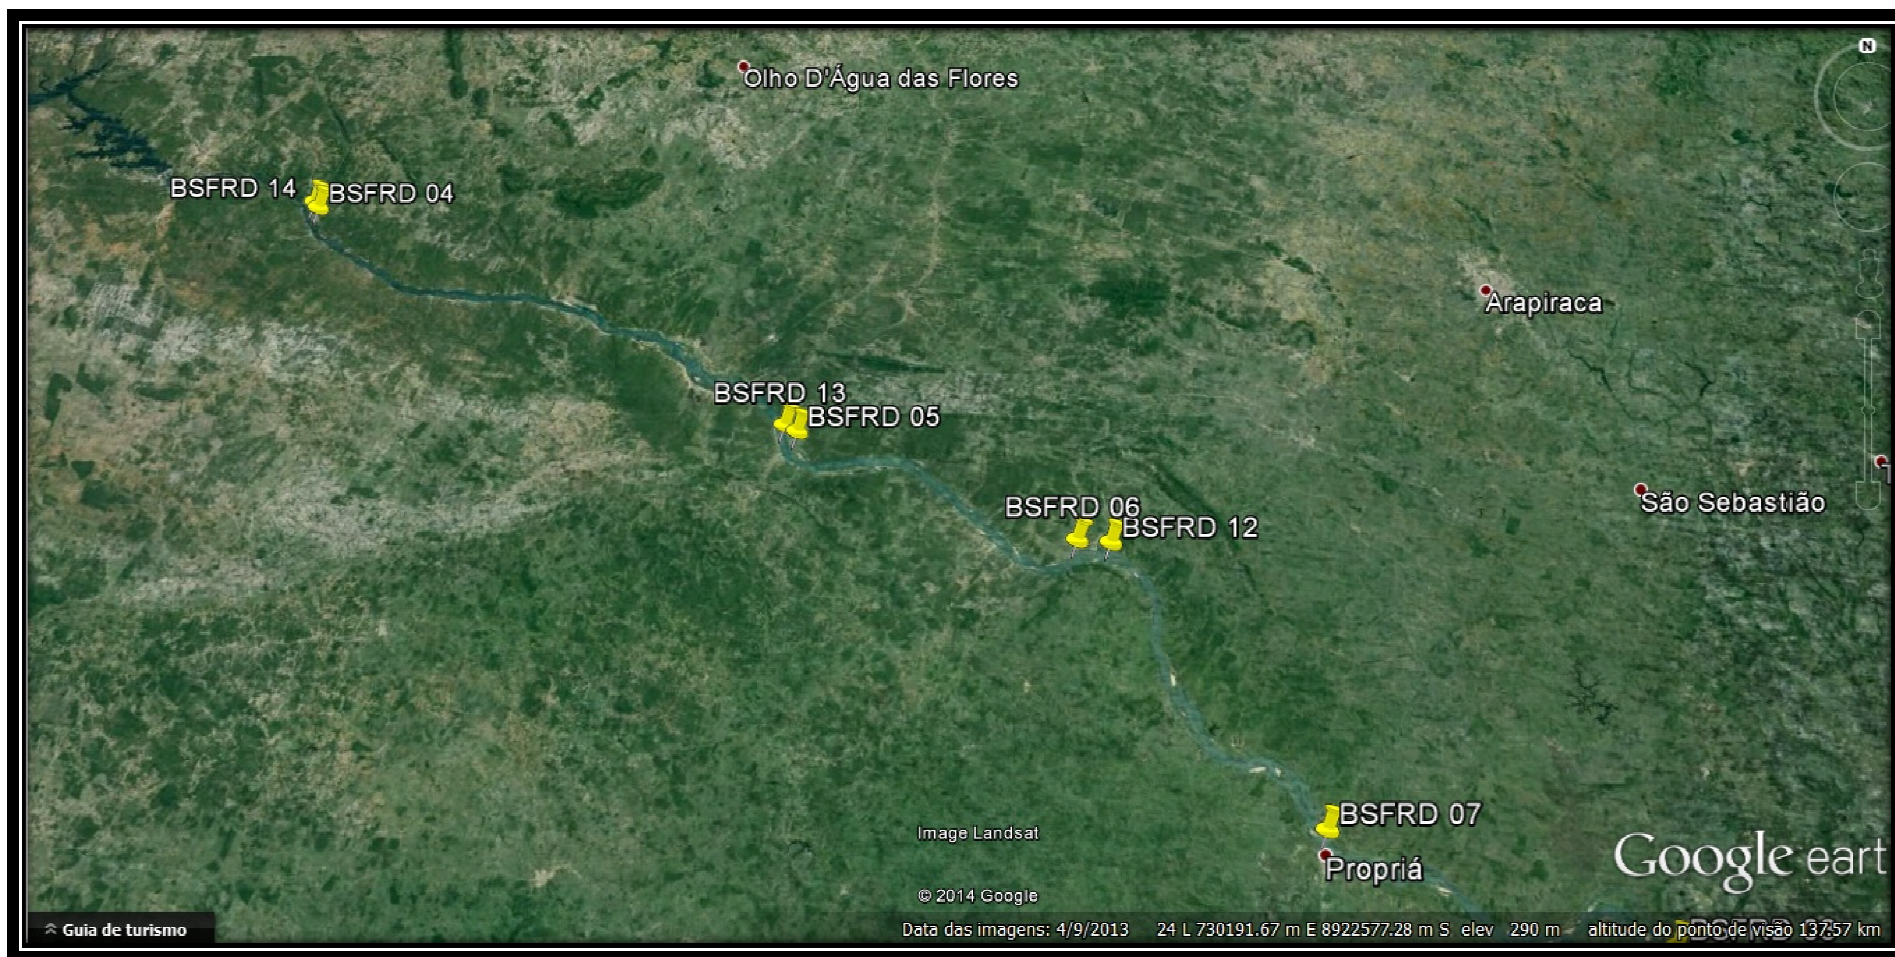 N
Olho D'Água das Flores
BSFRD 14
BSFRD 04
Arapiraca
BSFRD 13
BSFRD 05
São Sebastião
BSFRD 06
BSFRD 12
BSFRD 07
Image Landsat
Propriá
Google eart
© 2014 Google
Guia de turismo
Data das imagens: 4/9/2013 24 L 730191.67 m E 8922577.28 m S elev 290 m altitude do ponto de visão 137.57 km